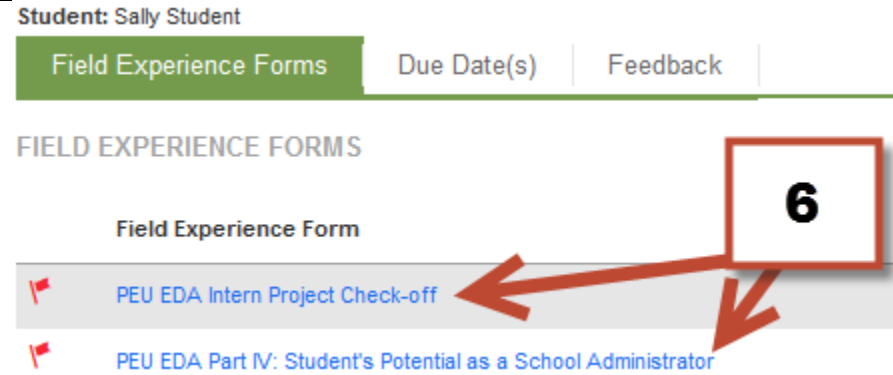 Student: Sally Student
Field Experience Forms Due Date(s) Feedback
FIELD EXPERIENCE FORMS
6
Field Experience Form
PEU EDA Intern Project Check-off
PEU EDA Part IV: Student's Potential as a School Administrator